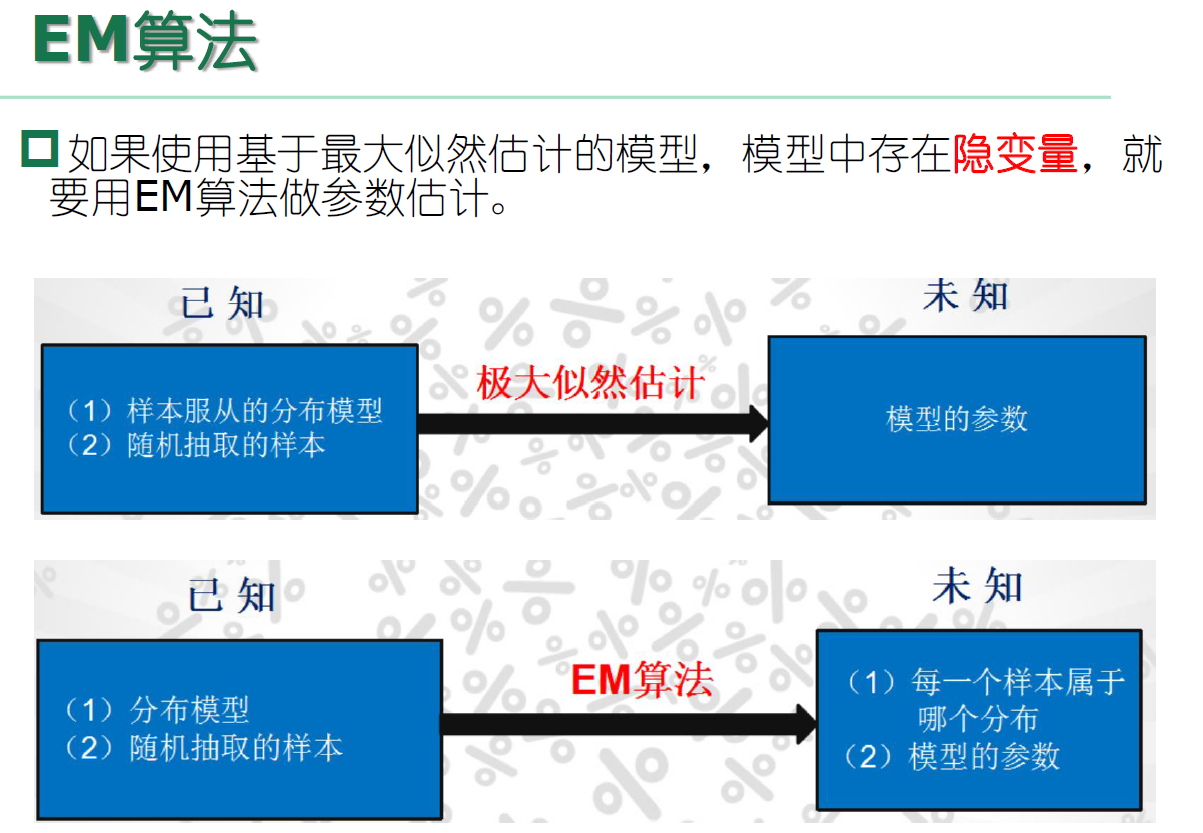 EM算法
如果使用基于最大似然估计的模型，模型中存在隐变量，就
要用EM算法做参数估计。
已 知
未 知
极大似然估计
（1）样本服从的分布模型
（2）随机抽取的样本
模型的参数
已 知
未 知
EM算法
（1）分布模型
（2）随机抽取的样本
（1）每一个样本属于
哪个分布
（2）模型的参数